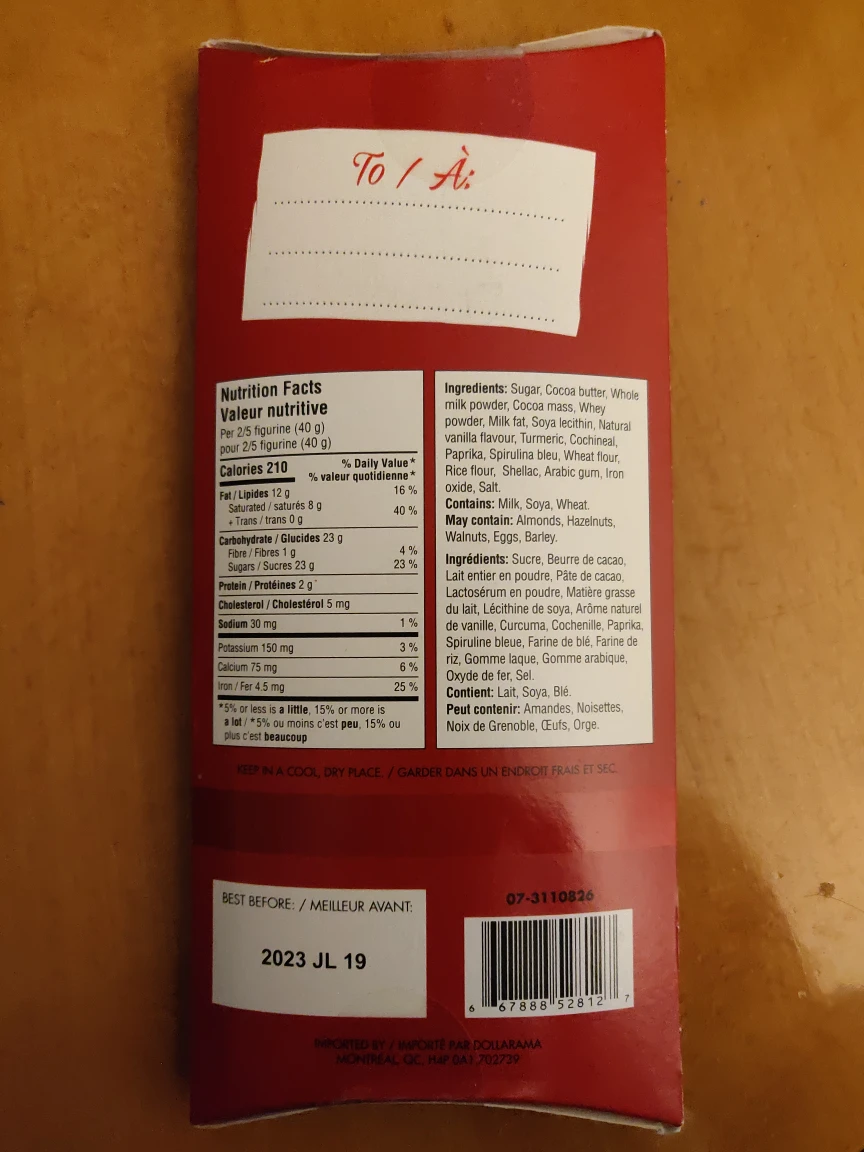 To / À:
Nutrition Facts
Valeur nutritive
Per 2/5 figurine (40 g)
pour 2/5 figurine (40 g)
Calories 210
% Daily Value*
% valeur quotidienne*
Fat / Lipides 12 g 16 %
Saturated / saturés 8 g
+ Trans / trans 0 g 40 %
Carbohydrate / Glucides 23 g
Fibre / Fibres 1 g 4 %
Sugars / Sucres 23 g 23 %
Protein / Protéines 2 g
Cholesterol / Cholestérol 5 mg
Sodium 30 mg 1 %
Potassium 150 mg 3 %
Calcium 75 mg 6 %
Iron / Fer 4.5 mg 25 %
*5% or less is a little, 15% or more is
a lot / *5% ou moins c'est peu, 15% ou
plus c'est beaucoup
Ingredients: Sugar, Cocoa butter, Whole
milk powder, Cocoa mass, Whey
powder, Milk fat, Soya lecithin, Natural
vanilla flavour, Turmeric, Cochineal,
Paprika, Spirulina bleu, Wheat flour,
Rice flour, Shellac, Arabic gum, Iron
oxide, Salt.
Contains: Milk, Soya, Wheat.
May contain: Almonds, Hazelnuts,
Walnuts, Eggs, Barley.
Ingrédients: Sucre, Beurre de cacao,
Lait entier en poudre, Pâte de cacao,
Lactosérum en poudre, Matière grasse
du lait, Lécithine de soya, Arôme naturel
de vanille, Curcuma, Cochenille, Paprika,
Spiruline bleue, Farine de blé, Farine de
riz, Gomme laque, Gomme arabique,
Oxyde de fer, Sel.
Contient: Lait, Soya, Blé.
Peut contenir: Amandes, Noisettes,
Noix de Grenoble, Œufs, Orge.
KEEP IN A COOL, DRY PLACE. / GARDER DANS UN ENDROIT FRAIS ET SEC.
BEST BEFORE: / MEILLEUR AVANT:
2023 JL 19
07-3110826
6 67888 52812 7
IMPORTED BY / IMPORTÉ PAR DOLLARAMA
MONTRÉAL, QC, H4P 0A1 702739